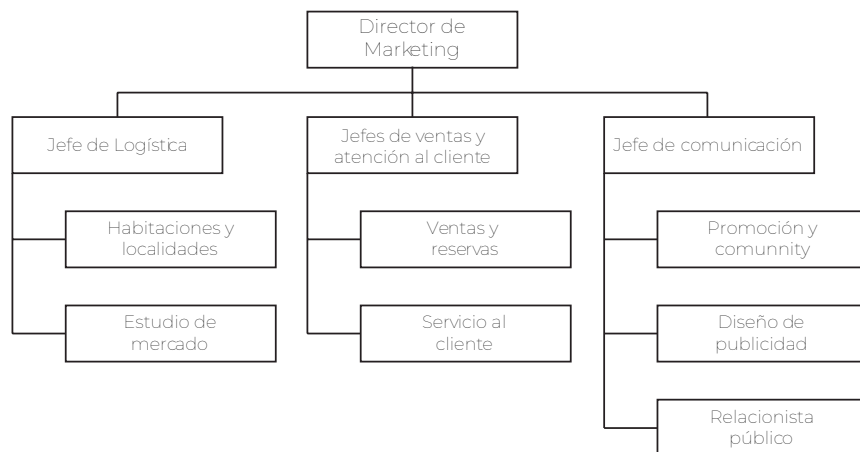 Director de
Marketing
Jefe de Logística
Jefes de ventas y
atención al cliente
Jefe de comunicación
Habitaciones y
localidades
Ventas y
reservas
Promoción y
comunnity
Estudio de
mercado
Servicio al
cliente
Diseño de
publicidad
Relacionista
público